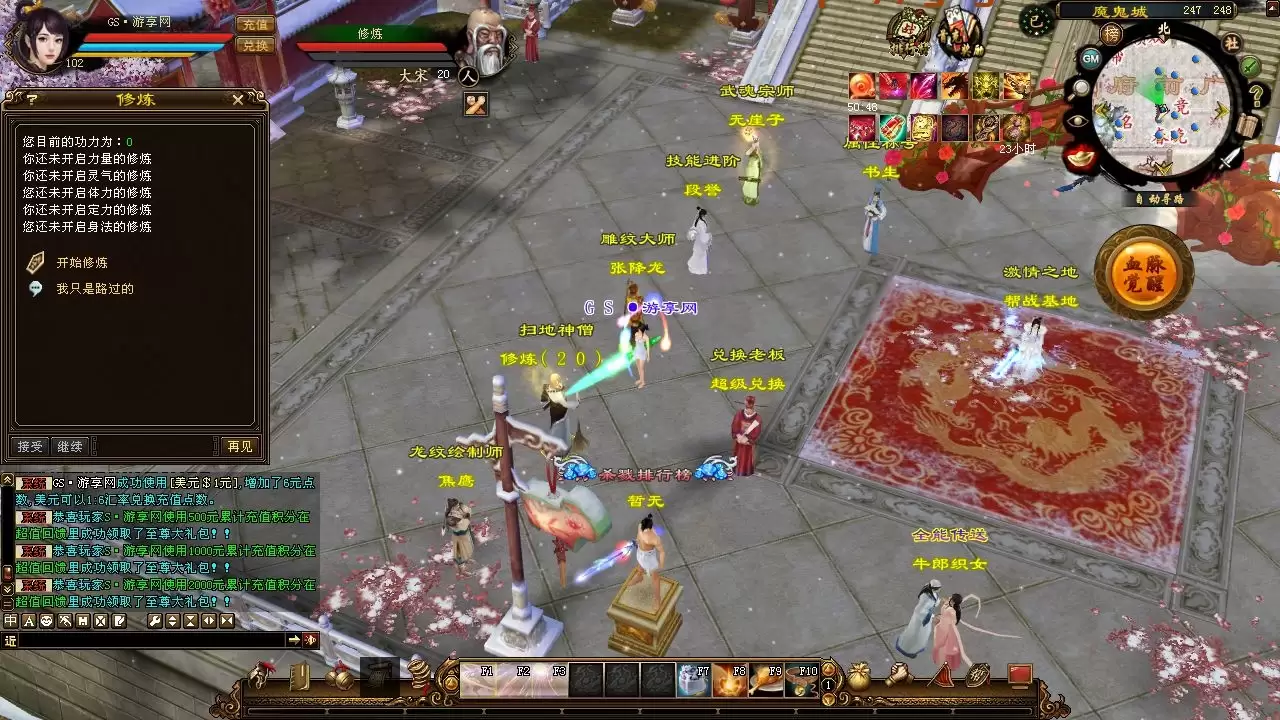 GS·游享网
102
充值
兑换
修炼
大宋 20
人
魔鬼城
247 248
北
GM
榜
社
自动寻路
50:48
23小时
修炼
您目前的功力为：0
你还未开启力量的修炼
你还未开启灵气的修炼
您还未开启体力的修炼
你还未开启定力的修炼
您还未开启身法的修炼
开始修炼
我只是路过的
接受
继续
再见
武魂宗师
无崖子
技能进阶
段誉
书生
雕纹大师
张降龙
GS·游享网
扫地神僧
修炼(20)
兑换老板
超级兑换
激情之地
帮战基地
血脉
觉醒
龙纹绘制师
焦鹰
杀戮排行榜
暂无
全能传送
牛郎织女
GS·游享网成功使用[美元＄1元],增加了6元点
数,美元可以1:6汇率兑换充值点数。
恭喜玩家S·游享网使用500元累计充值积分在
超值回馈里成功领取了至尊大礼包！！
恭喜玩家S·游享网使用1000元累计充值积分在
超值回馈里成功领取了至尊大礼包！！
恭喜玩家S·游享网使用2000元累计充值积分在
超值回馈里成功领取了至尊大礼包！！
近
F1 F2 F3 F7 F8 F9 F10
1